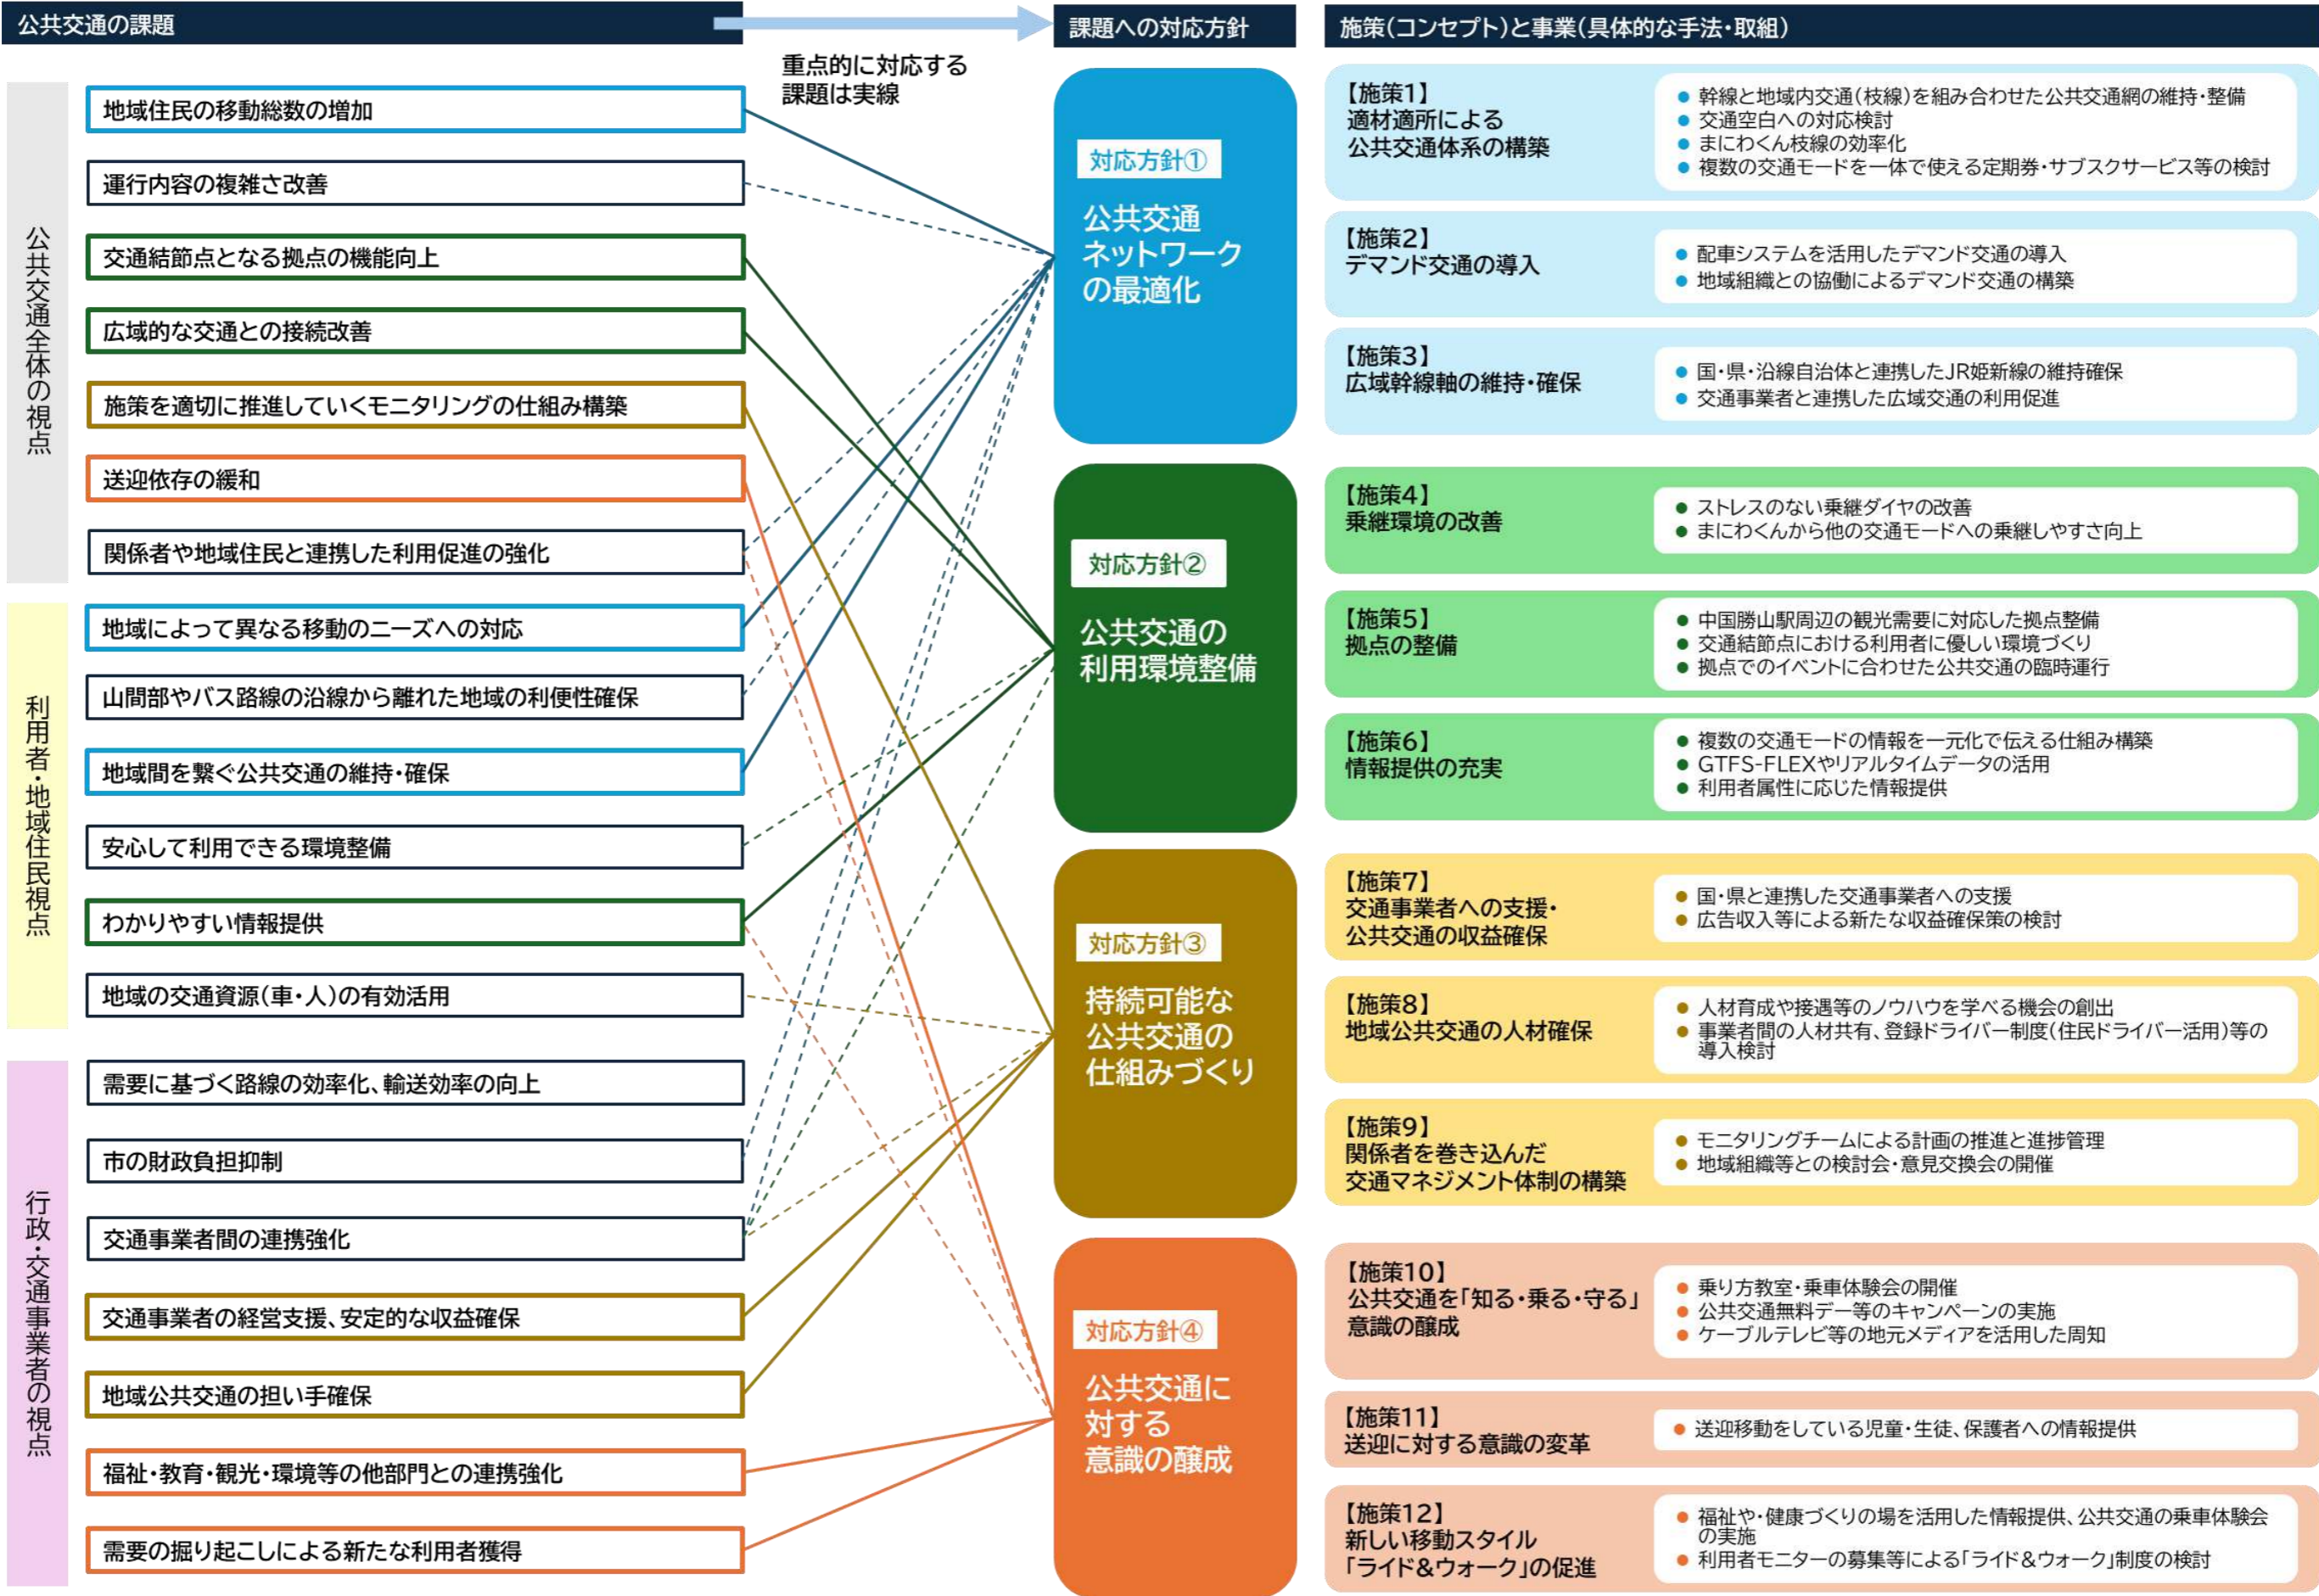 公共交通の課題
課題への対応方針
施策(コンセプト)と事業(具体的な手法・取組)
重点的に対応する
課題は実線
公共交通全体の視点
地域住民の移動総数の増加
運行内容の複雑さ改善
交通結節点となる拠点の機能向上
広域的な交通との接続改善
施策を適切に推進していくモニタリングの仕組み構築
送迎依存の緩和
関係者や地域住民と連携した利用促進の強化
利用者・地域住民視点
地域によって異なる移動のニーズへの対応
山間部やバス路線の沿線から離れた地域の利便性確保
地域間を繋ぐ公共交通の維持・確保
安心して利用できる環境整備
わかりやすい情報提供
地域の交通資源(車・人)の有効活用
行政・交通事業者の視点
需要に基づく路線の効率化、輸送効率の向上
市の財政負担抑制
交通事業者間の連携強化
交通事業者の経営支援、安定的な収益確保
地域公共交通の担い手確保
福祉・教育・観光・環境等の他部門との連携強化
需要の掘り起こしによる新たな利用者獲得
対応方針①
公共交通
ネットワーク
の最適化
対応方針②
公共交通の
利用環境整備
対応方針③
持続可能な
公共交通の
仕組みづくり
対応方針④
公共交通に
対する
意識の醸成
【施策1】
適材適所による
公共交通体系の構築
● 幹線と地域内交通(枝線)を組み合わせた公共交通網の維持・整備
● 交通空白への対応検討
● まにわくん枝線の効率化
● 複数の交通モードを一体で使える定期券・サブスクサービス等の検討
【施策2】
デマンド交通の導入
● 配車システムを活用したデマンド交通の導入
● 地域組織との協働によるデマンド交通の構築
【施策3】
広域幹線軸の維持・確保
● 国・県・沿線自治体と連携したJR姫新線の維持確保
● 交通事業者と連携した広域交通の利用促進
【施策4】
乗継環境の改善
● ストレスのない乗継ダイヤの改善
● まにわくんから他の交通モードへの乗継しやすさ向上
【施策5】
拠点の整備
● 中国勝山駅周辺の観光需要に対応した拠点整備
● 交通結節点における利用者に優しい環境づくり
● 拠点でのイベントに合わせた公共交通の臨時運行
【施策6】
情報提供の充実
● 複数の交通モードの情報を一元化で伝える仕組み構築
● GTFS-FLEXやリアルタイムデータの活用
● 利用者属性に応じた情報提供
【施策7】
交通事業者への支援・
公共交通の収益確保
● 国・県と連携した交通事業者への支援
● 広告収入等による新たな収益確保策の検討
【施策8】
地域公共交通の人材確保
● 人材育成や接遇等のノウハウを学べる機会の創出
● 事業者間の人材共有、登録ドライバー制度(住民ドライバー活用)等の
導入検討
【施策9】
関係者を巻き込んだ
交通マネジメント体制の構築
● モニタリングチームによる計画の推進と進捗管理
● 地域組織等との検討会・意見交換会の開催
【施策10】
公共交通を「知る・乗る・守る」
意識の醸成
● 乗り方教室・乗車体験会の開催
● 公共交通無料デー等のキャンペーンの実施
● ケーブルテレビ等の地元メディアを活用した周知
【施策11】
送迎に対する意識の変革
● 送迎移動をしている児童・生徒、保護者への情報提供
【施策12】
新しい移動スタイル
「ライド&ウォーク」の促進
● 福祉や・健康づくりの場を活用した情報提供、公共交通の乗車体験会
の実施
● 利用者モニターの募集等による「ライド&ウォーク」制度の検討